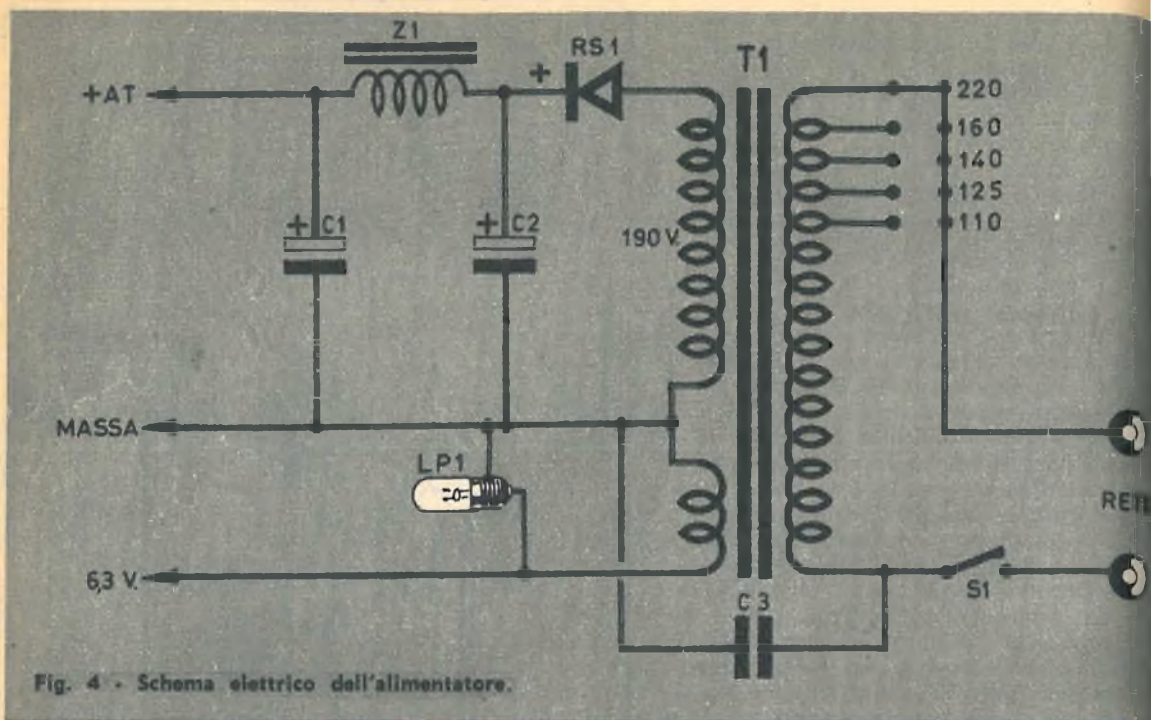 Z1
RS1
T1
+AT
+
220
160
140
125
110
+ C1
+ C2
190 V.
MASSA
LP1
6,3 V.
S1
C3
Fig. 4 - Schema elettrico dell'alimentatore.